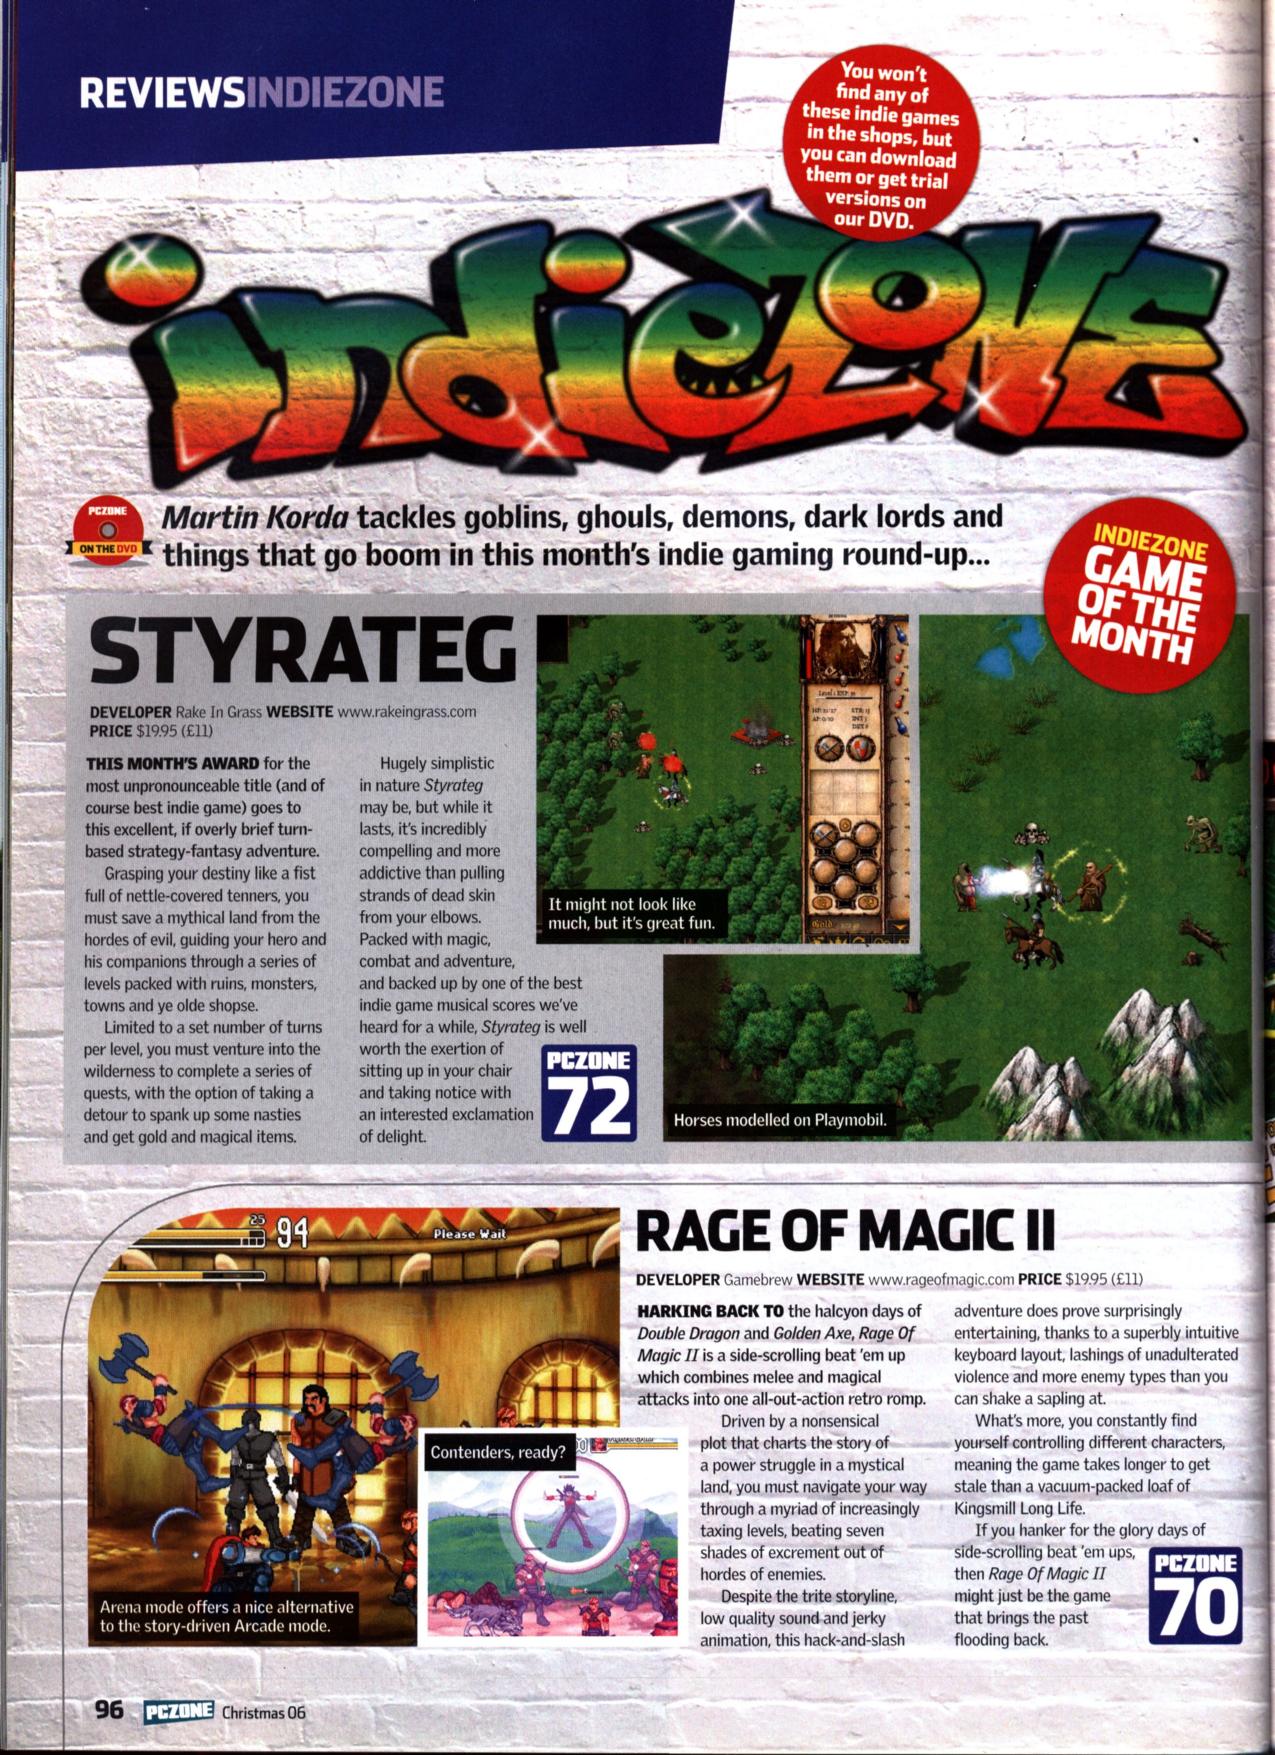 REVIEWSINDIEZONE
You won't
find any of
these indie games
in the shops, but
you can download
them or get trial
versions on
our DVD.
indiezone
PCZONE
ON THE DVD
Martin Korda tackles goblins, ghouls, demons, dark lords and
things that go boom in this month's indie gaming round-up...
INDIEZONE
GAME
OF THE
MONTH
STYRATEG
DEVELOPER Rake In Grass WEBSITE www.rakeingrass.com
PRICE $19.95 (£11)
THIS MONTH'S AWARD for the
most unpronounceable title (and of
course best indie game) goes to
this excellent, if overly brief turn-
based strategy-fantasy adventure.
Grasping your destiny like a fist
full of nettle-covered tenners, you
must save a mythical land from the
hordes of evil, guiding your hero and
his companions through a series of
levels packed with ruins, monsters,
towns and ye olde shopse.
Limited to a set number of turns
per level, you must venture into the
wilderness to complete a series of
quests, with the option of taking a
detour to spank up some nasties
and get gold and magical items.
Hugely simplistic
in nature Styrateg
may be, but while it
lasts, it's incredibly
compelling and more
addictive than pulling
strands of dead skin
from your elbows.
Packed with magic,
combat and adventure,
and backed up by one of the best
indie game musical scores we've
heard for a while, Styrateg is well
worth the exertion of
sitting up in your chair
and taking notice with
an interested exclamation
of delight.
PCZONE
72
It might not look like
much, but it's great fun.
Gold:
Horses modelled on Playmobil.
25
94
Please Wait
Arena mode offers a nice alternative
to the story-driven Arcade mode.
Contenders, ready?
RAGE OF MAGIC II
DEVELOPER Gamebrew WEBSITE www.rageofmagic.com PRICE $19.95 (£11)
HARKING BACK TO the halcyon days of
Double Dragon and Golden Axe, Rage Of
Magic II is a side-scrolling beat 'em up
which combines melee and magical
attacks into one all-out-action retro romp.
Driven by a nonsensical
plot that charts the story of
a power struggle in a mystical
land, you must navigate your way
through a myriad of increasingly
taxing levels, beating seven
shades of excrement out of
hordes of enemies.
Despite the trite storyline,
low quality sound and jerky
animation, this hack-and-slash
adventure does prove surprisingly
entertaining, thanks to a superbly intuitive
keyboard layout, lashings of unadulterated
violence and more enemy types than you
can shake a sapling at.
What's more, you constantly find
yourself controlling different characters,
meaning the game takes longer to get
stale than a vacuum-packed loaf of
Kingsmill Long Life.
If you hanker for the glory days of
side-scrolling beat 'em ups,
then Rage Of Magic II
might just be the game
that brings the past
flooding back.
PCZONE
70
96 PCZONE Christmas 06